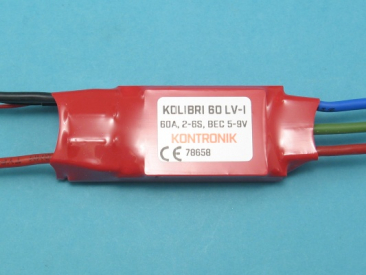 KOLIBRI 60 LV-I
60A, 2-6S, BEC 5-9V
KONTRONIK
CE 78658